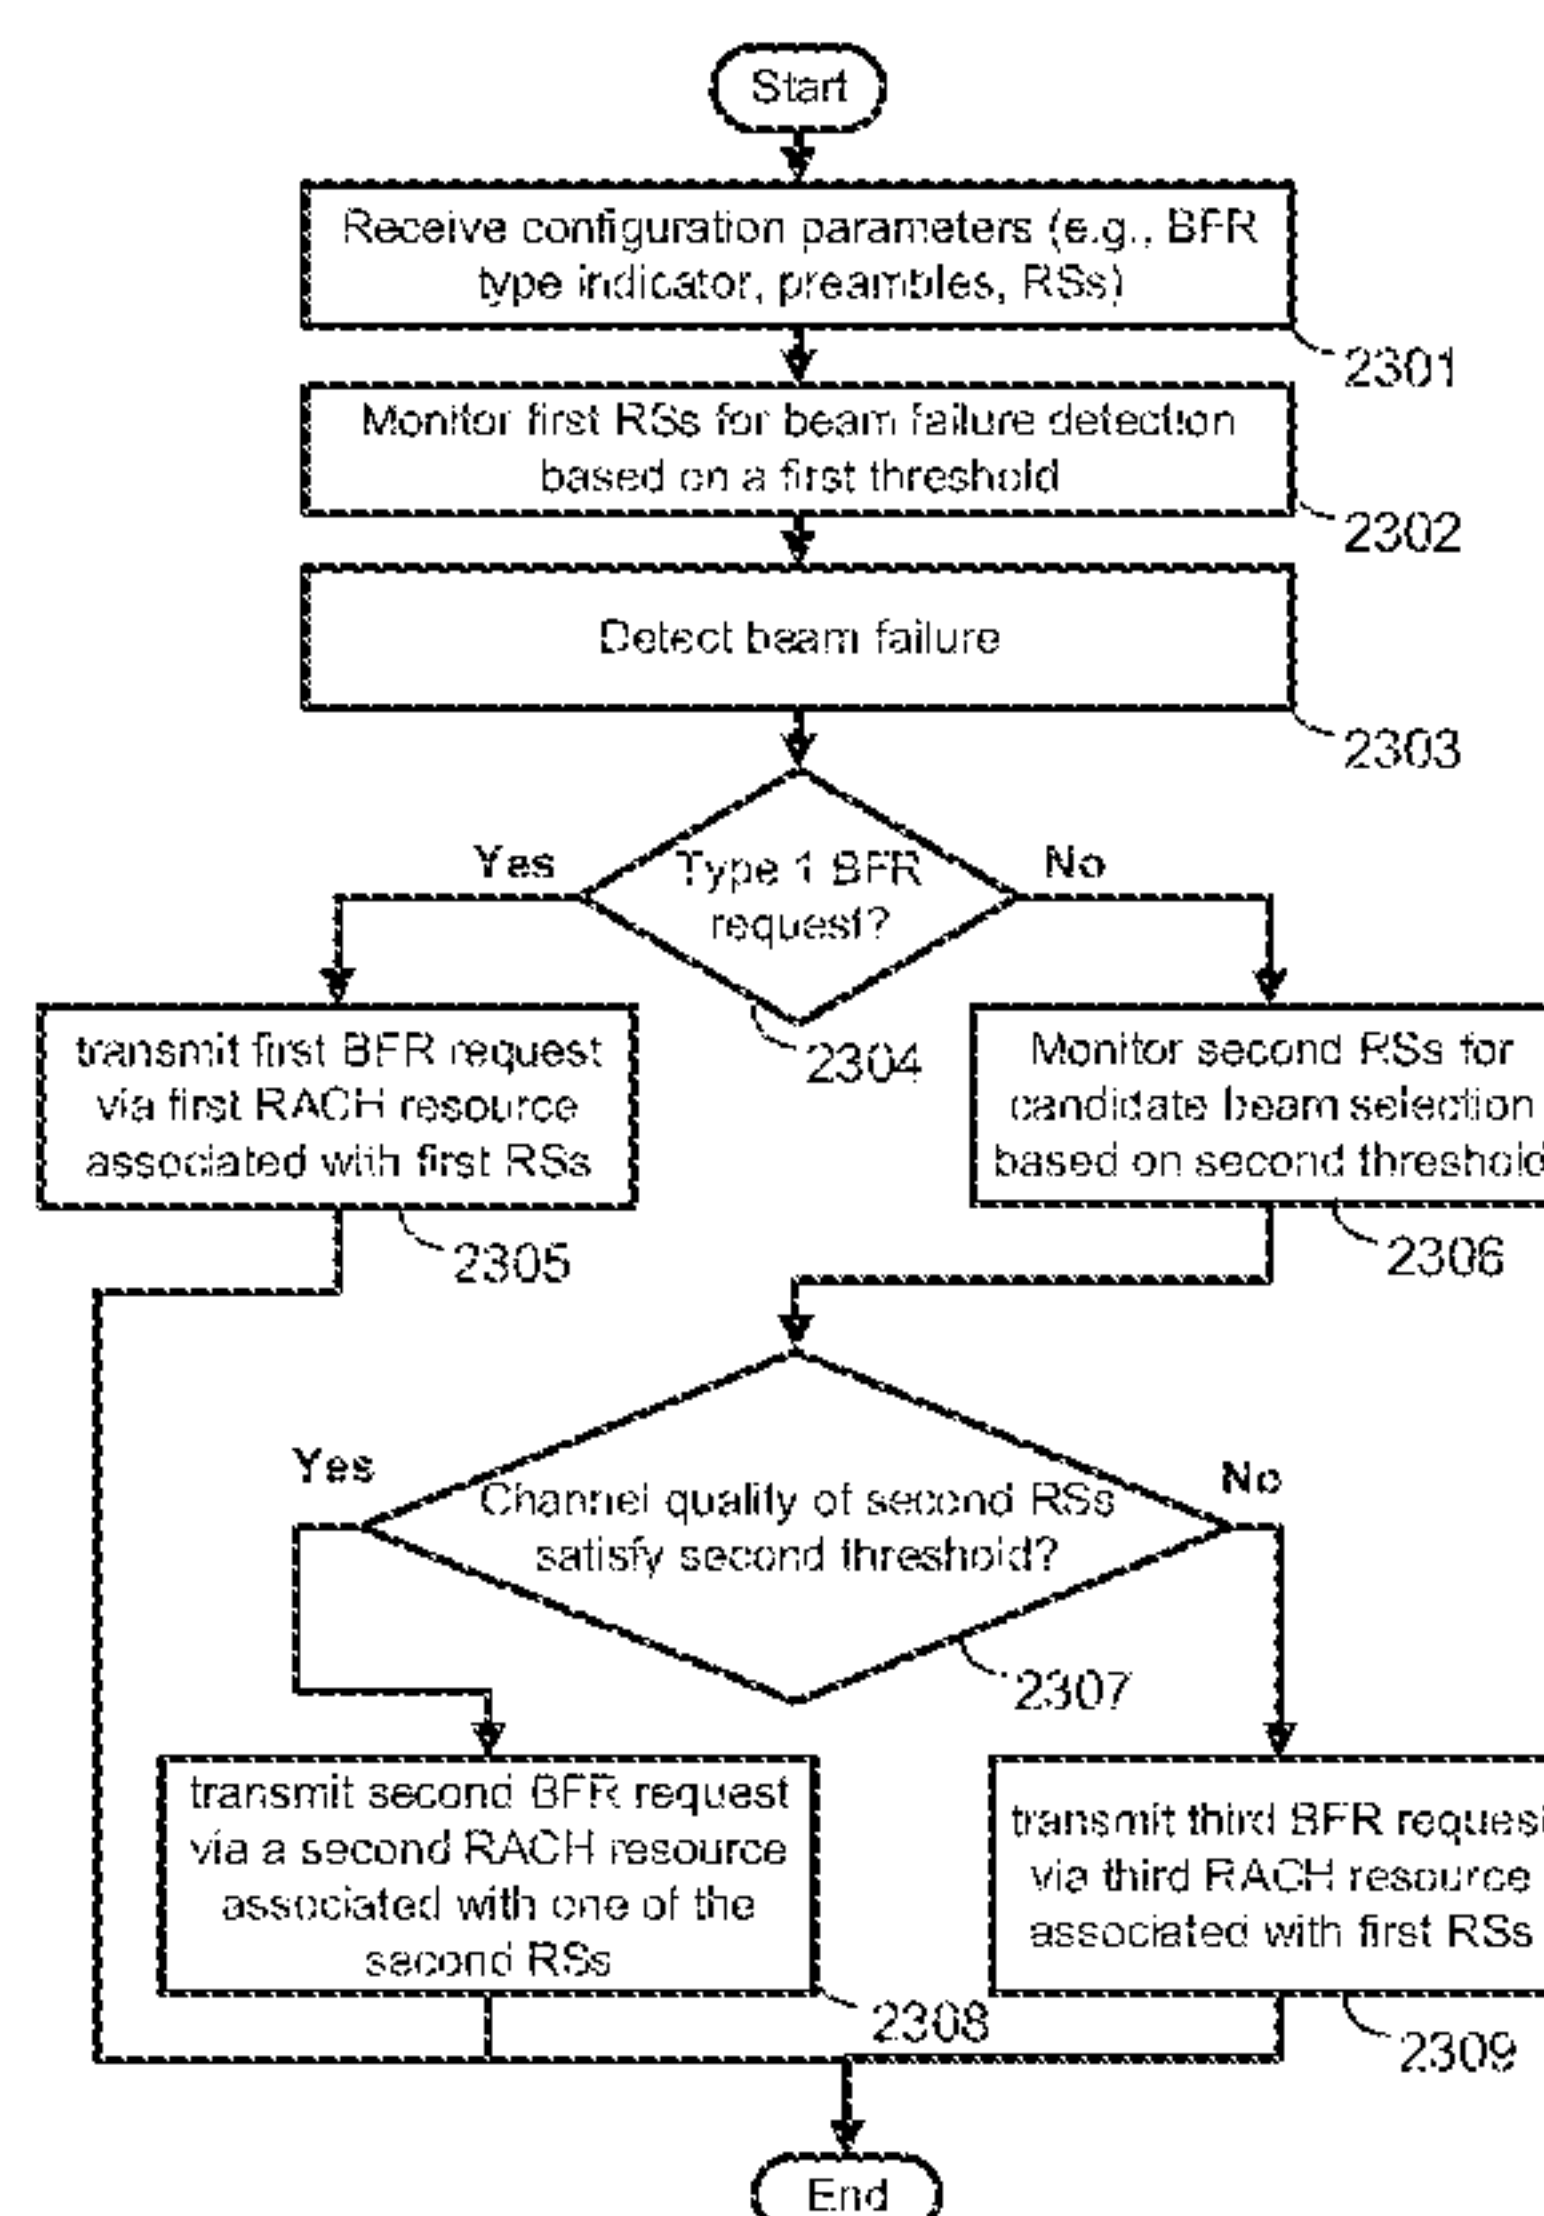 Start
Receive configuration parameters (e.g., BFR
type indicator, preambles, RSs)
2301
Monitor first RSs for beam failure detection
based on a first threshold
2302
Detect beam failure
2303
Yes
Type 1 BFR
request?
No
2304
transmit first BFR request
via first RACH resource
associated with first RSs
2305
Monitor second RSs for
candidate beam selection
based on second threshold
2306
Yes
Channel quality of second RSs
satisfy second threshold?
No
2307
transmit second BFR request
via a second RACH resource
associated with one of the
second RSs
2308
transmit third BFR request
via third RACH resource
associated with first RSs
2309
End